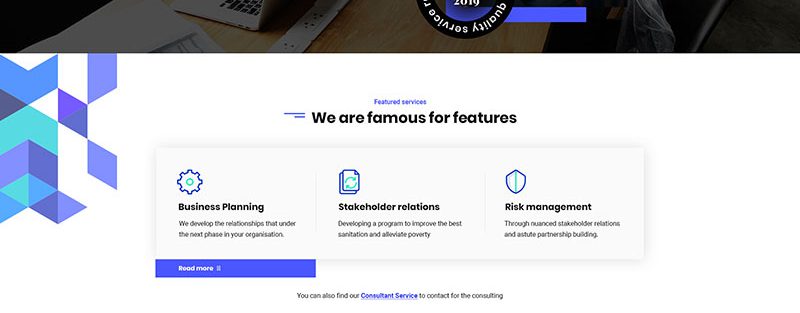 2019
quality service
Featured services
We are famous for features
Business Planning
We develop the relationships that under
the next phase in your organisation.
Stakeholder relations
Developing a program to improve the best
sanitation and alleviate poverty
Risk management
Through nuanced stakeholder relations
and astute partnership building.
Read more
You can also find our Consultant Service to contact for the consulting